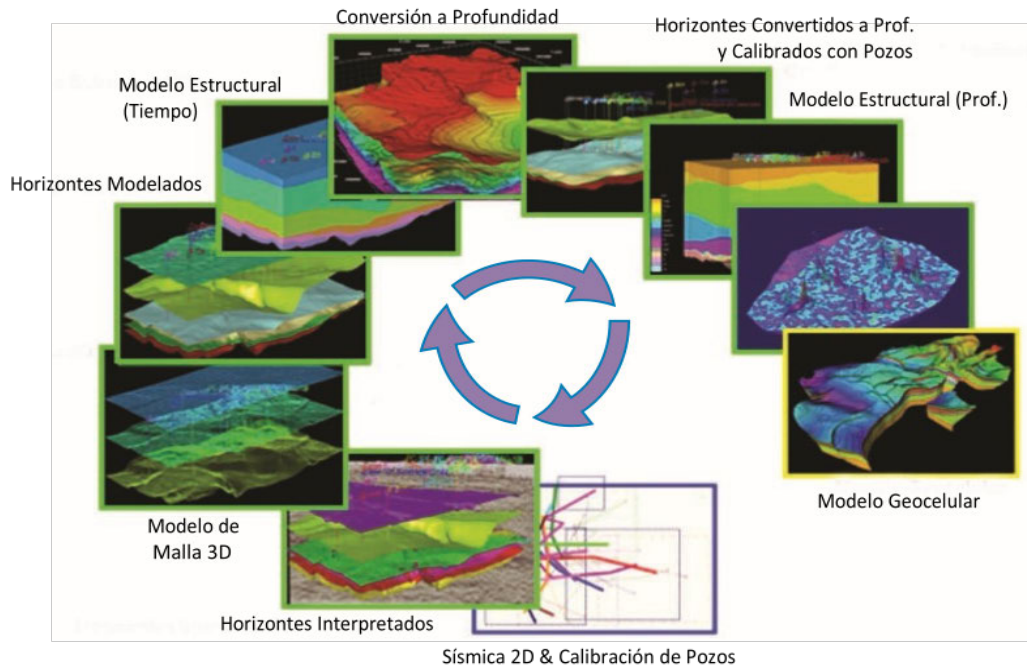 Conversión a Profundidad
Horizontes Convertidos a Prof.
y Calibrados con Pozos
Modelo Estructural
(Tiempo)
Modelo Estructural (Prof.)
Horizontes Modelados
Modelo Geocelular
Modelo de
Malla 3D
Horizontes Interpretados
Sísmica 2D & Calibración de Pozos